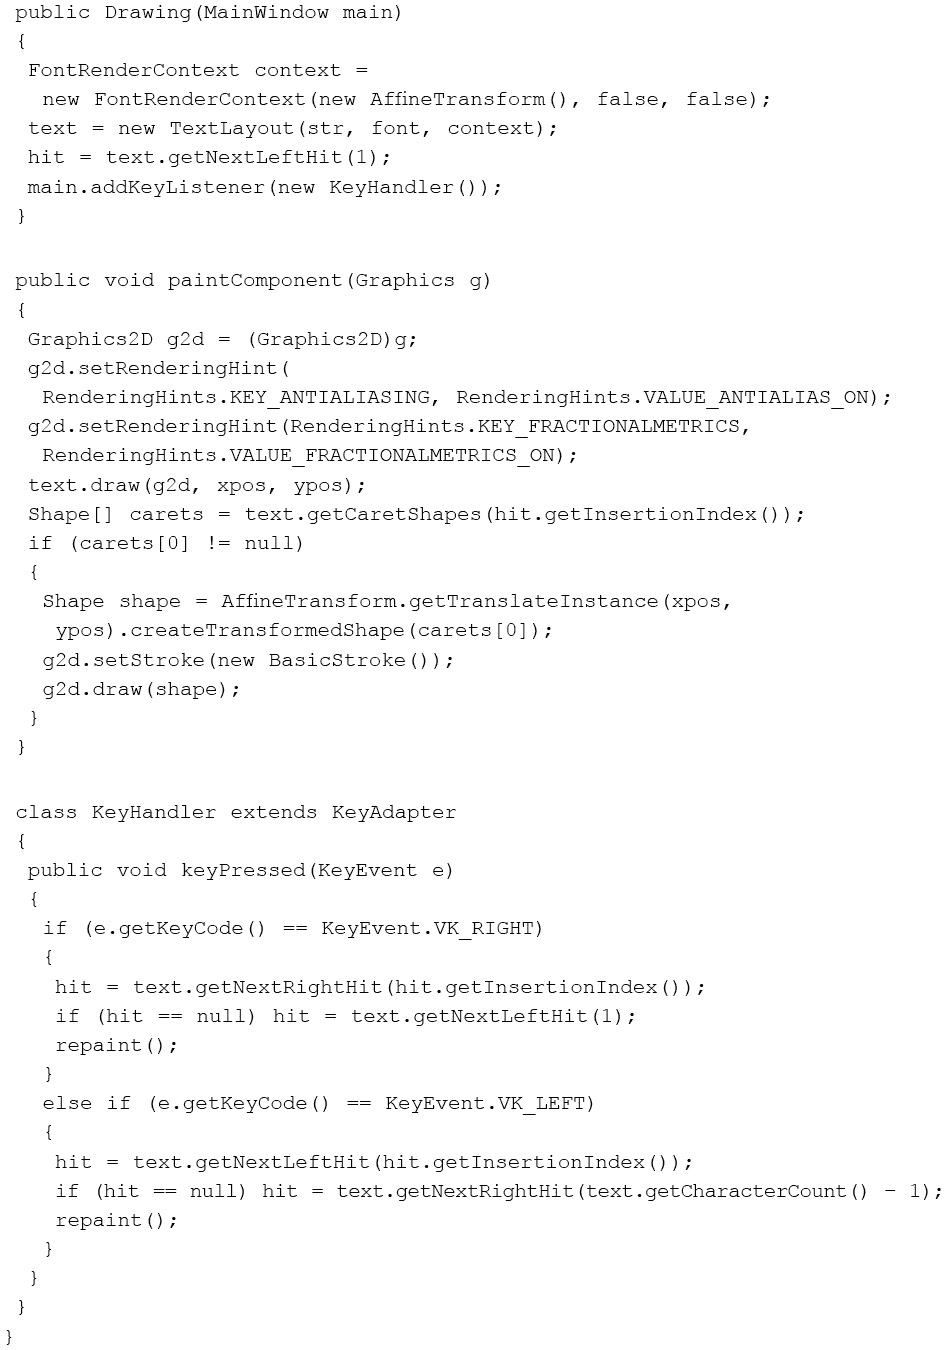 public Drawing(MainWindow main)
{
FontRenderContext context =
new FontRenderContext(new AffineTransform(), false, false);
text = new TextLayout(str, font, context);
hit = text.getNextLeftHit(1);
main.addKeyListener(new KeyHandler());
}
public void paintComponent(Graphics g)
{
Graphics2D g2d = (Graphics2D)g;
g2d.setRenderingHint(
RenderingHints.KEY_ANTIALIASING, RenderingHints.VALUE_ANTIALIAS_ON);
g2d.setRenderingHint(RenderingHints.KEY_FRACTIONALMETRICS,
RenderingHints.VALUE_FRACTIONALMETRICS_ON);
text.draw(g2d, xpos, ypos);
Shape[] carets = text.getCaretShapes(hit.getInsertionIndex());
if (carets[0] != null)
{
Shape shape = AffineTransform.getTranslateInstance(xpos,
ypos).createTransformedShape(carets[0]);
g2d.setStroke(new BasicStroke());
g2d.draw(shape);
}
}
class KeyHandler extends KeyAdapter
{
public void keyPressed(KeyEvent e)
{
if (e.getKeyCode() == KeyEvent.VK_RIGHT)
{
hit = text.getNextRightHit(hit.getInsertionIndex());
if (hit == null) hit = text.getNextLeftHit(1);
repaint();
}
else if (e.getKeyCode() == KeyEvent.VK_LEFT)
{
hit = text.getNextLeftHit(hit.getInsertionIndex());
if (hit == null) hit = text.getNextRightHit(text.getCharacterCount() – 1);
repaint();
}
}
}
}